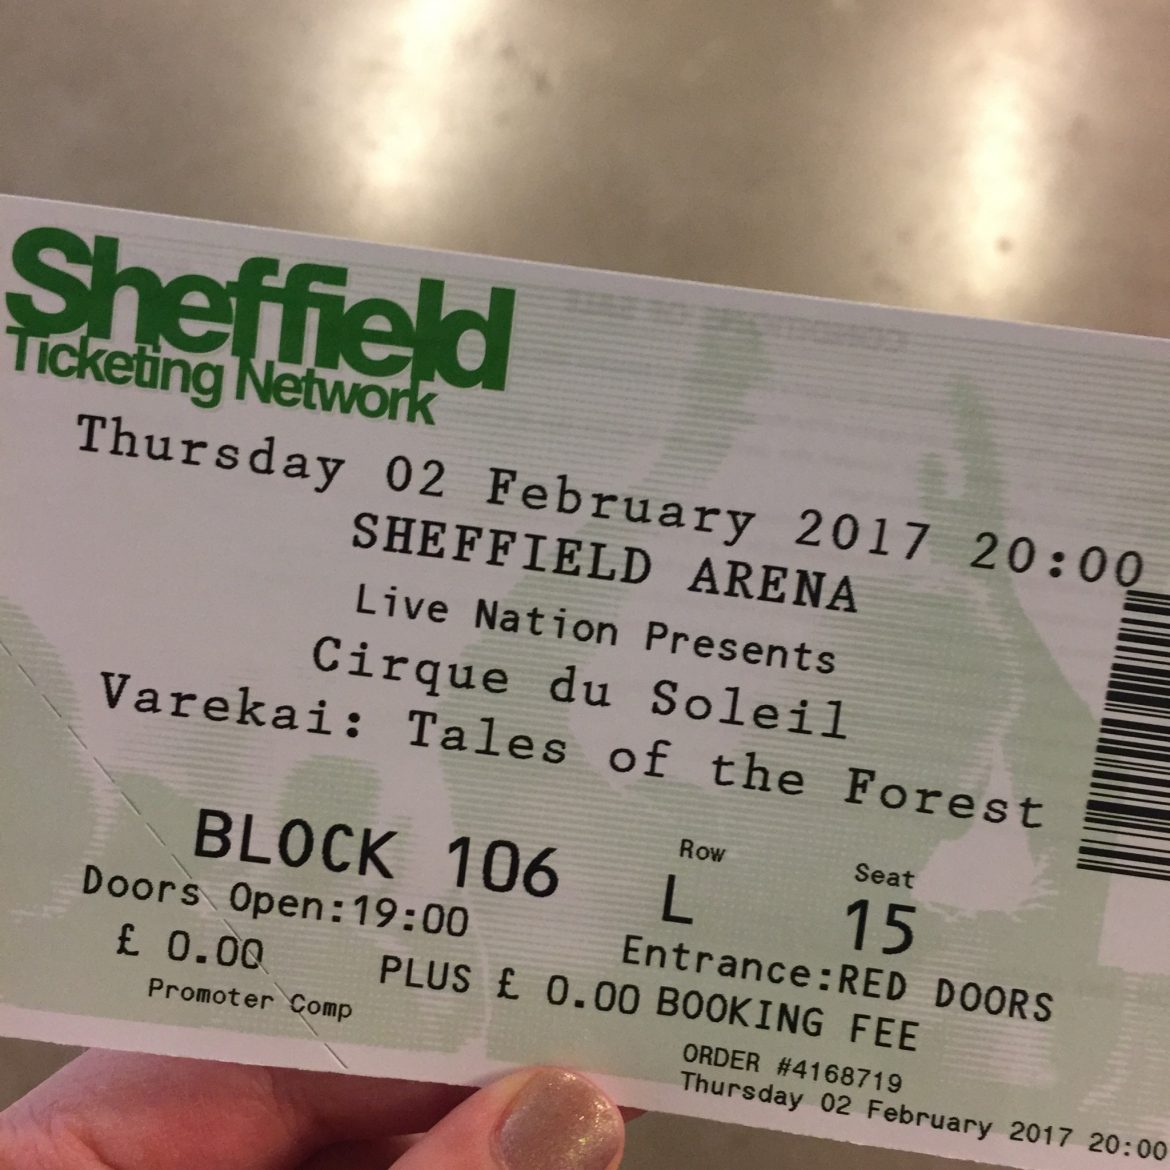 Sheffield
Ticketing Network
Thursday 02 February 2017 20:00
SHEFFIELD ARENA
Live Nation Presents
Cirque du Soleil
Varekai: Tales of the Forest
BLOCK 106
Row
Seat
L
15
Doors Open:19:00
Entrance:RED DOORS
£ 0.00
PLUS £ 0.00 BOOKING FEE
Promoter Comp
ORDER #4168719
Thursday 02 February 2017 20:00